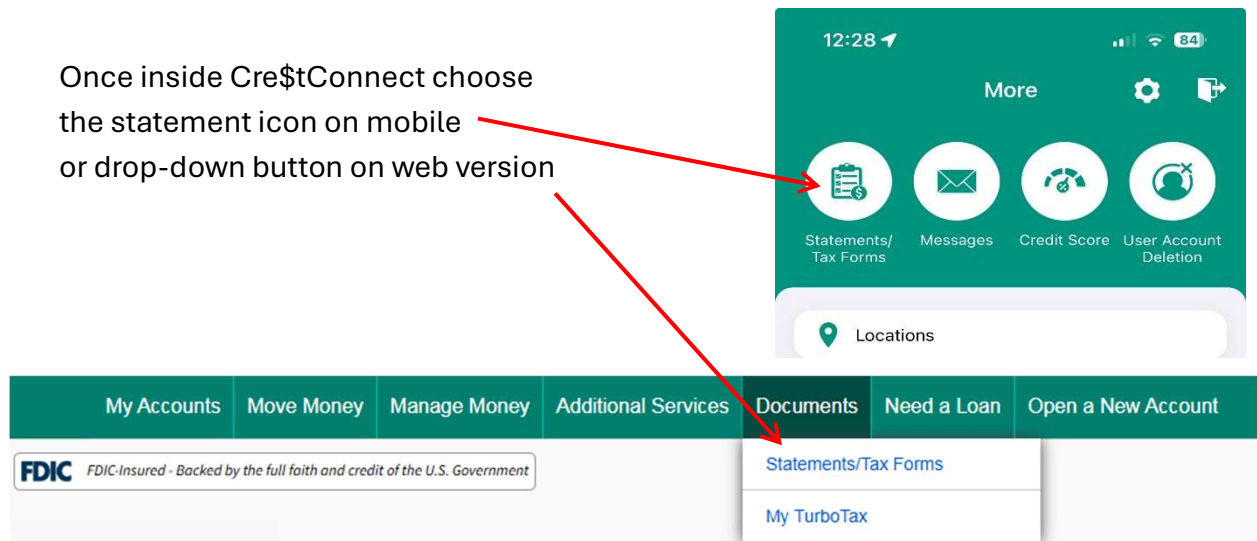 Once inside Cre$tConnect choose
the statement icon on mobile
or drop-down button on web version
12:28
84
More
Statements/
Tax Forms
Messages
Credit Score
User Account
Deletion
Locations
My Accounts
Move Money
Manage Money
Additional Services
Documents
Need a Loan
Open a New Account
FDIC FDIC-Insured - Backed by the full faith and credit of the U.S. Government
Statements/Tax Forms
My TurboTax